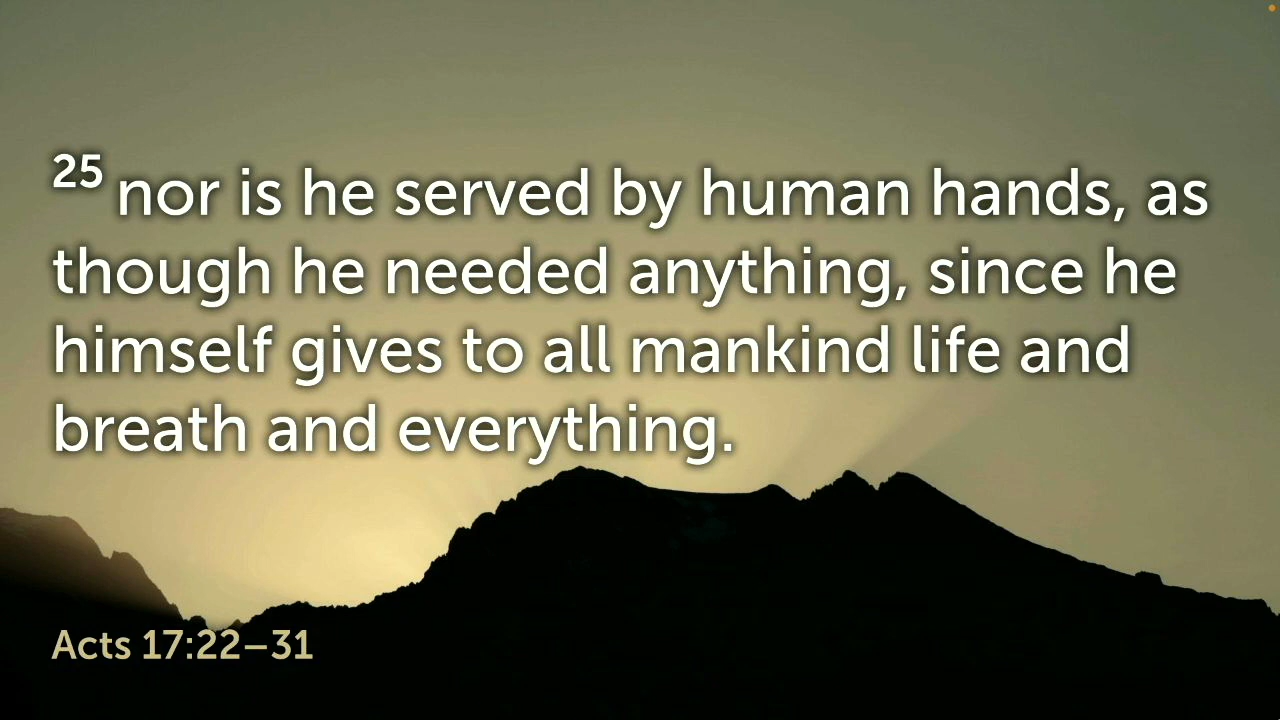 25 nor is he served by human hands, as
though he needed anything, since he
himself gives to all mankind life and
breath and everything.
Acts 17:22–31